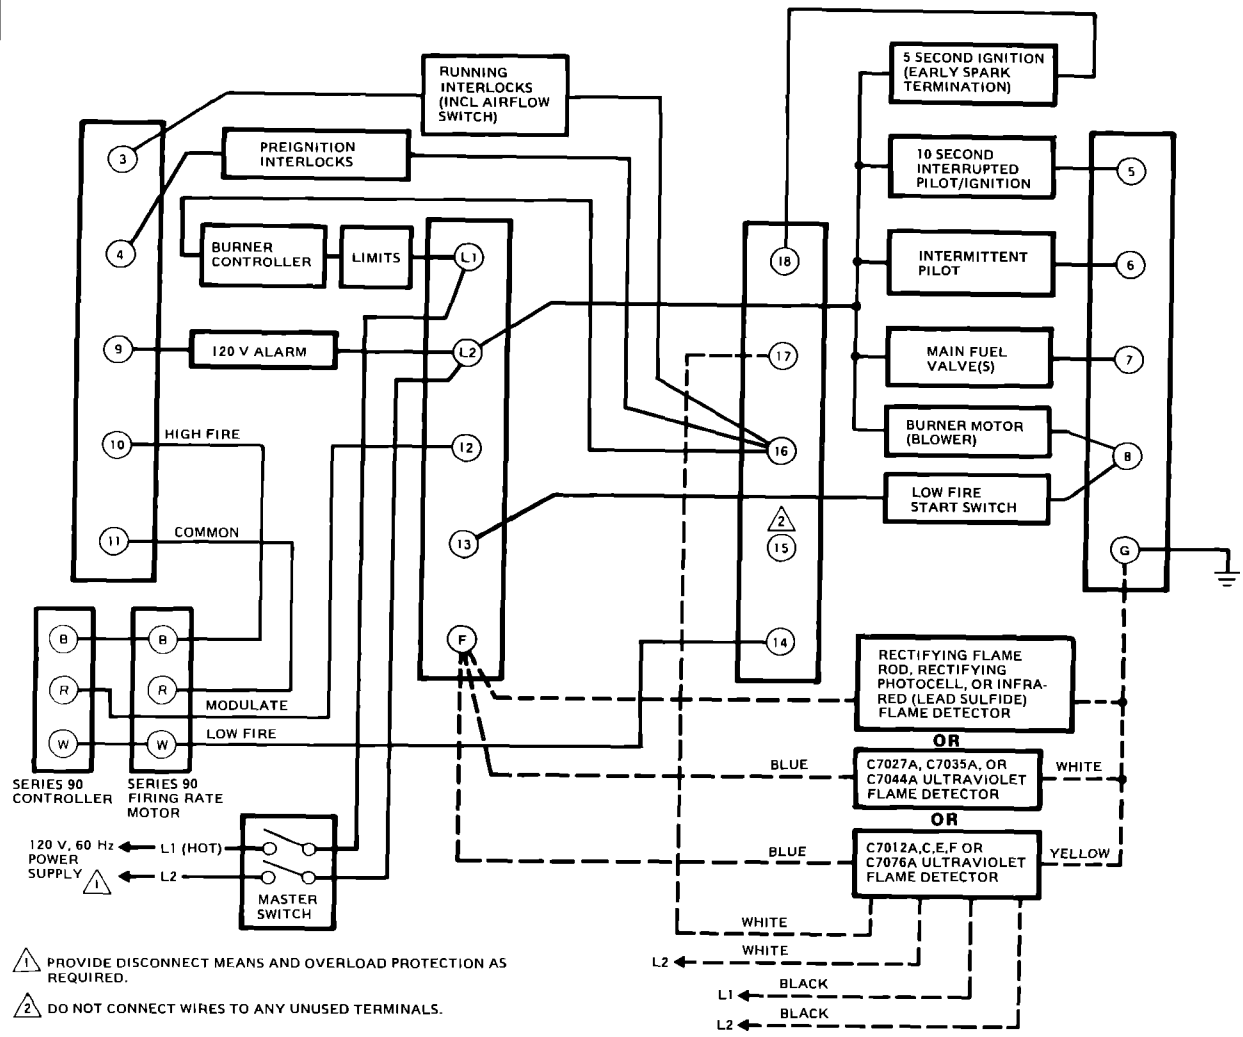 5 SECOND IGNITION
(EARLY SPARK
TERMINATION)
RUNNING
INTERLOCKS
(INCL AIRFLOW
SWITCH)
PREIGNITION
INTERLOCKS
3
4
9
10
11
HIGH FIRE
COMMON
BURNER
CONTROLLER
LIMITS
120 V ALARM
L1
L2
12
13
F
18
17
16
2
15
14
10 SECOND
INTERRUPTED
PILOT/IGNITION
INTERMITTENT
PILOT
MAIN FUEL
VALVE(S)
BURNER MOTOR
(BLOWER)
LOW FIRE
START SWITCH
5
6
7
8
G
B
R
W
B
R
W
MODULATE
LOW FIRE
SERIES 90
CONTROLLER
SERIES 90
FIRING RATE
MOTOR
RECTIFYING FLAME
ROD, RECTIFYING
PHOTOCELL, OR INFRA-
RED (LEAD SULFIDE)
FLAME DETECTOR
OR
BLUE
C7027A, C7035A, OR
C7044A ULTRAVIOLET
FLAME DETECTOR
WHITE
OR
BLUE
C7012A,C,E,F OR
C7076A ULTRAVIOLET
FLAME DETECTOR
YELLOW
120 V, 60 Hz
POWER
SUPPLY
1
L1 (HOT)
L2
MASTER
SWITCH
WHITE
WHITE
L2
BLACK
L1
BLACK
L2
1 PROVIDE DISCONNECT MEANS AND OVERLOAD PROTECTION AS
REQUIRED.
2 DO NOT CONNECT WIRES TO ANY UNUSED TERMINALS.